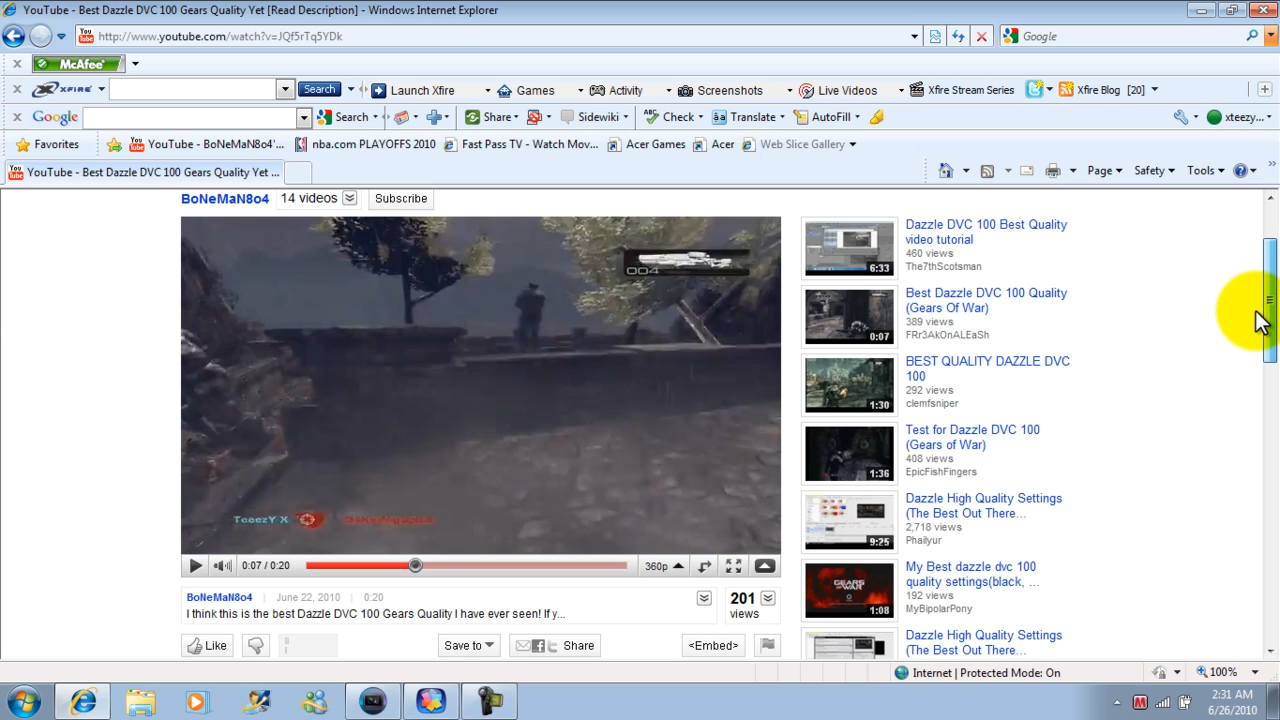 YouTube - Best Dazzle DVC 100 Gears Quality Yet [Read Description] - Windows Internet Explorer
http://www.youtube.com/watch?v=JQf5rTq5YDk
Google
McAfee
XFIRE Search Launch Xfire Games Activity Screenshots Live Videos Xfire Stream Series Xfire Blog [20]
Google Search Share Sidewiki Check Translate AutoFill xteezy...
Favorites YouTube - BoNeMaN8o4'... nba.com PLAYOFFS 2010 Fast Pass TV - Watch Mov... Acer Games Acer Web Slice Gallery
YouTube - Best Dazzle DVC 100 Gears Quality Yet ... Page Safety Tools
BoNeMaN8o4 14 videos Subscribe
004
TeezY X
0:07 / 0:20 360p
BoNeMaN8o4 June 22, 2010 0:20
I think this is the best Dazzle DVC 100 Gears Quality I have ever seen! If y...
201 views
Like Save to Share <Embed>
Dazzle DVC 100 Best Quality
video tutorial
460 views
The7thScotsman
6:33
Best Dazzle DVC 100 Quality
(Gears Of War)
389 views
FRr3AkOnALEaSh
0:07
BEST QUALITY DAZZLE DVC
100
292 views
clemfsniper
1:30
Test for Dazzle DVC 100
(Gears of War)
408 views
EpicFishFingers
1:36
Dazzle High Quality Settings
(The Best Out There...
2,718 views
Phailyur
9:25
My Best dazzle dvc 100
quality settings(black, ...
192 views
MyBipolarPony
1:08
GEARS OF WAR
Dazzle High Quality Settings
(The Best Out There...
Internet | Protected Mode: On 100%
2:31 AM
6/26/2010